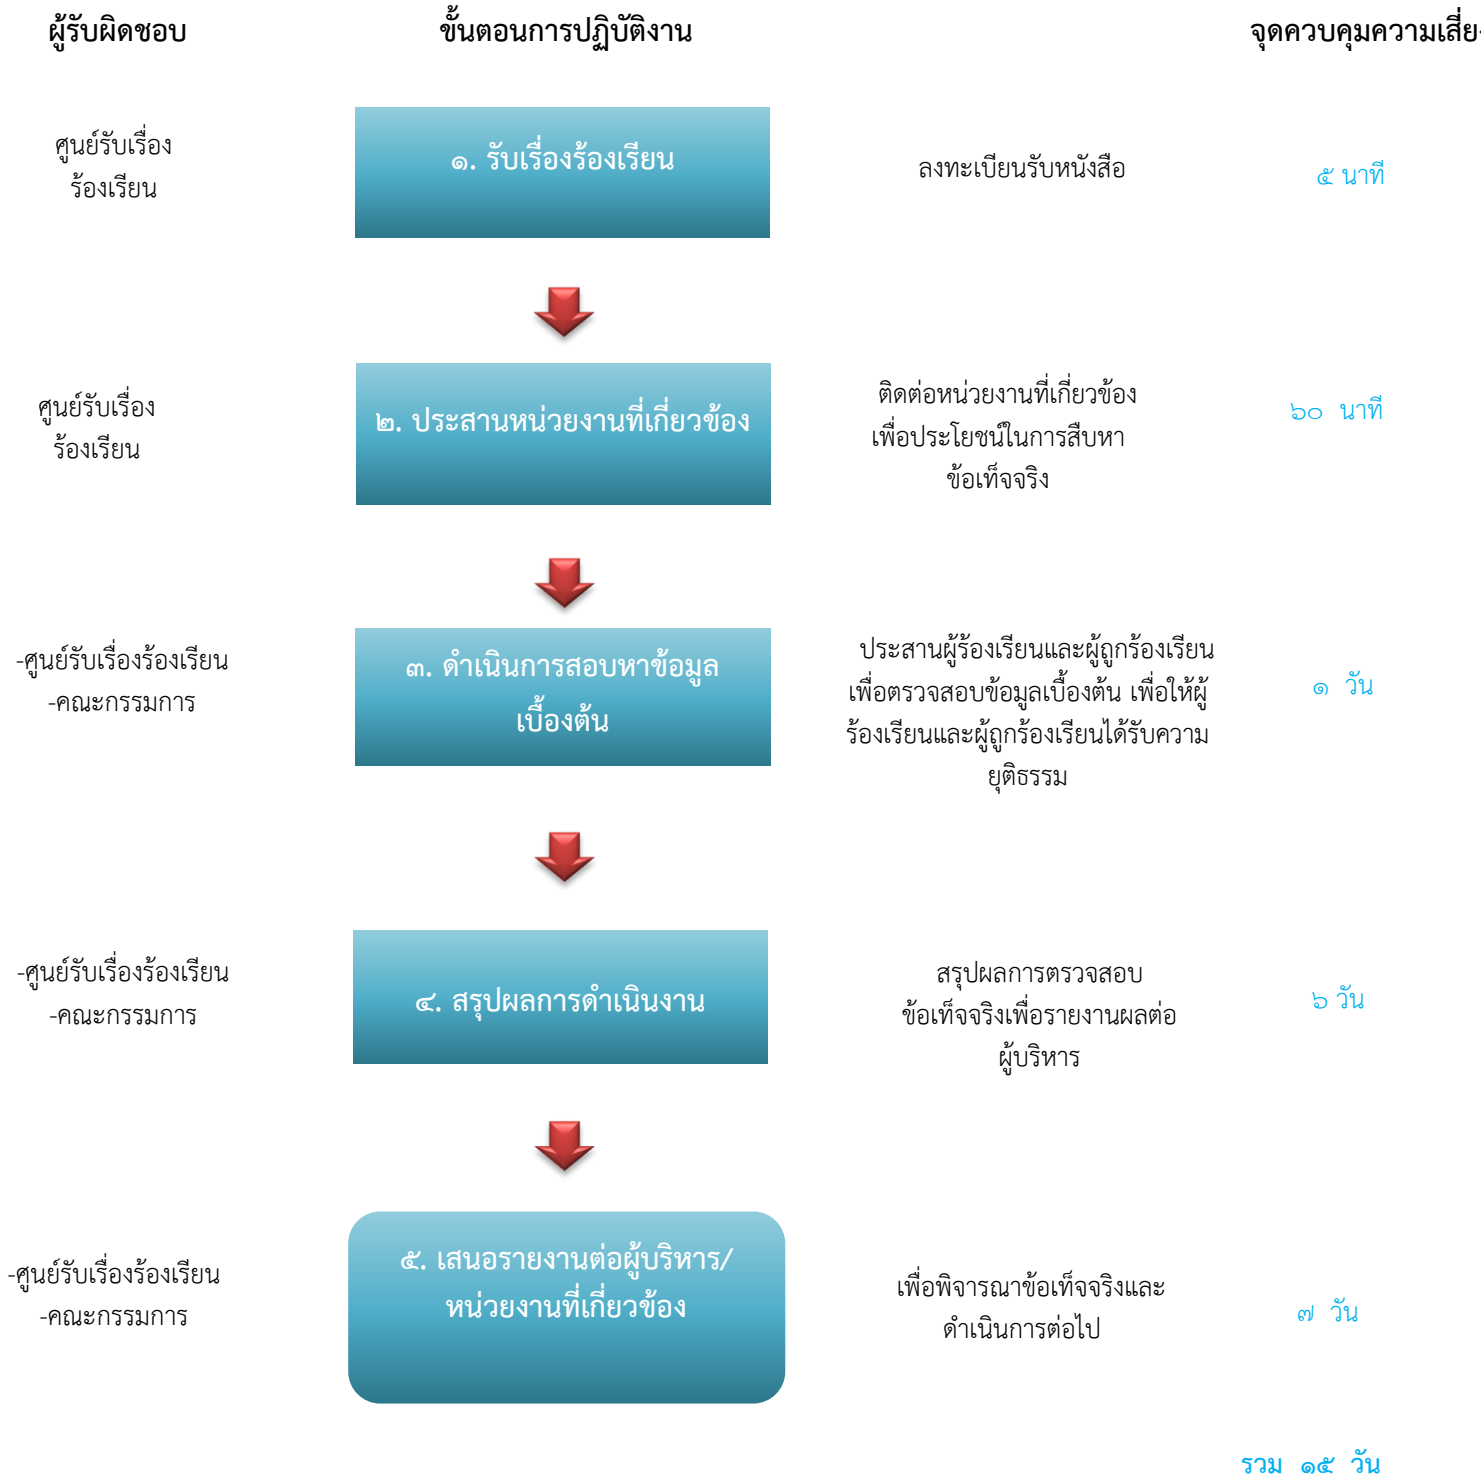 ผู้รับผิดชอบ
ขั้นตอนการปฏิบัติงาน
จุดควบคุมความเสี่ย
ศูนย์รับเรื่อง
ร้องเรียน
๑. รับเรื่องร้องเรียน
ลงทะเบียนรับหนังสือ
๕ นาที
ศูนย์รับเรื่อง
ร้องเรียน
๒. ประสานหน่วยงานที่เกี่ยวข้อง
ติดต่อหน่วยงานที่เกี่ยวข้อง
เพื่อประโยชน์ในการสืบหา
ข้อเท็จจริง
๖๐ นาที
-ศูนย์รับเรื่องร้องเรียน
-คณะกรรมการ
๓. ดำเนินการสอบหาข้อมูล
เบื้องต้น
ประสานผู้ร้องเรียนและผู้ถูกร้องเรียน
เพื่อตรวจสอบข้อมูลเบื้องต้น เพื่อให้ผู้
ร้องเรียนและผู้ถูกร้องเรียนได้รับความ
ยุติธรรม
๑ วัน
-ศูนย์รับเรื่องร้องเรียน
-คณะกรรมการ
๔. สรุปผลการดำเนินงาน
สรุปผลการตรวจสอบ
ข้อเท็จจริงเพื่อรายงานผลต่อ
ผู้บริหาร
๖ วัน
-ศูนย์รับเรื่องร้องเรียน
-คณะกรรมการ
๕. เสนอรายงานต่อผู้บริหาร/
หน่วยงานที่เกี่ยวข้อง
เพื่อพิจารณาข้อเท็จจริงและ
ดำเนินการต่อไป
๗ วัน
รวม ๑๕ วัน